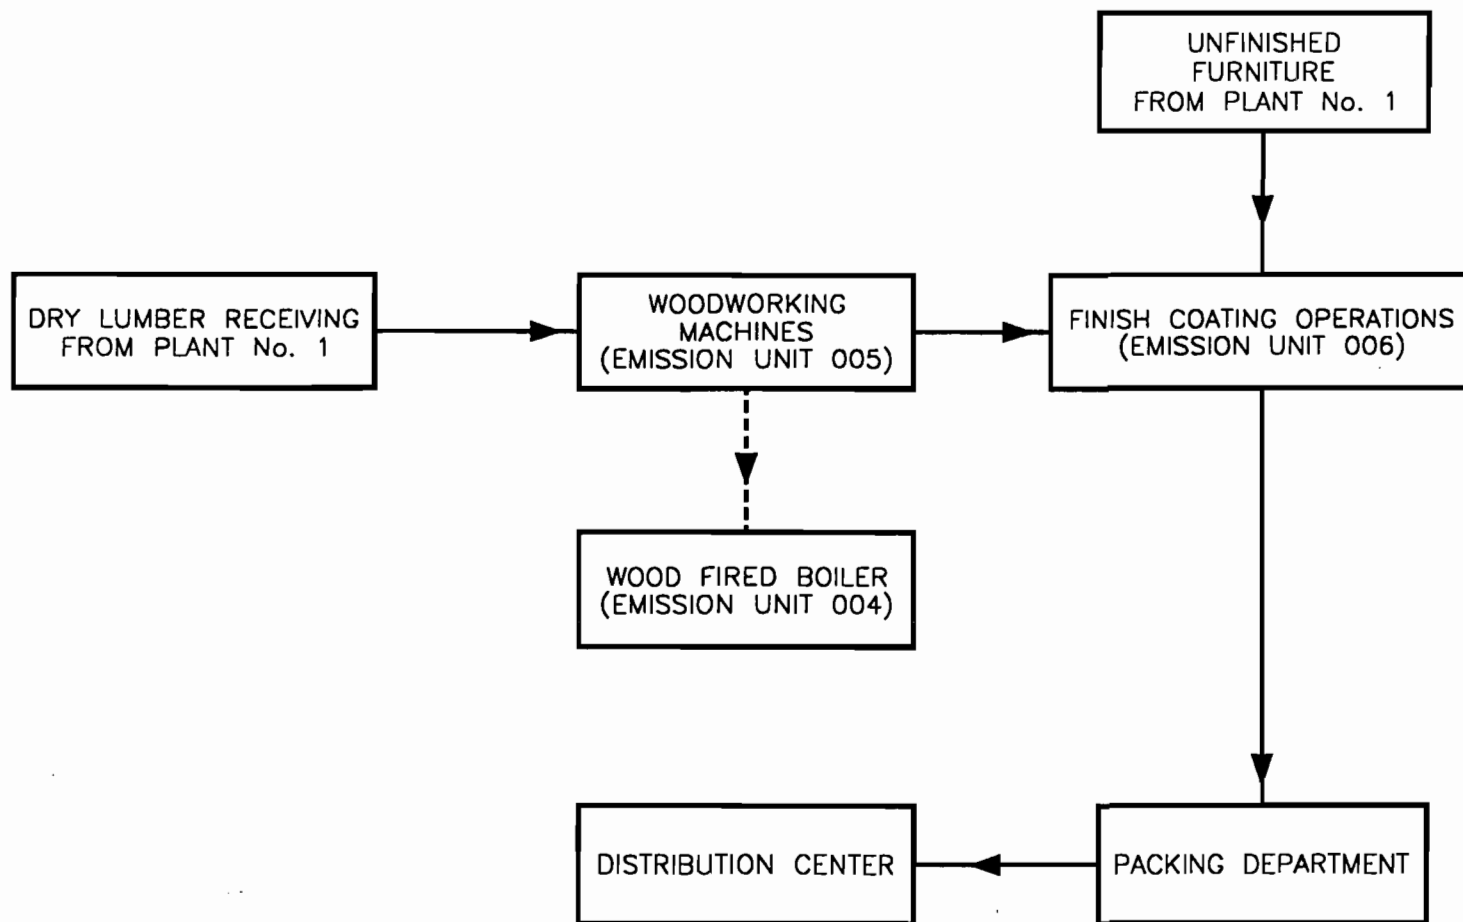 UNFINISHED
FURNITURE
FROM PLANT No. 1
DRY LUMBER RECEIVING
FROM PLANT No. 1
WOODWORKING
MACHINES
(EMISSION UNIT 005)
FINISH COATING OPERATIONS
(EMISSION UNIT 006)
WOOD FIRED BOILER
(EMISSION UNIT 004)
DISTRIBUTION CENTER
PACKING DEPARTMENT